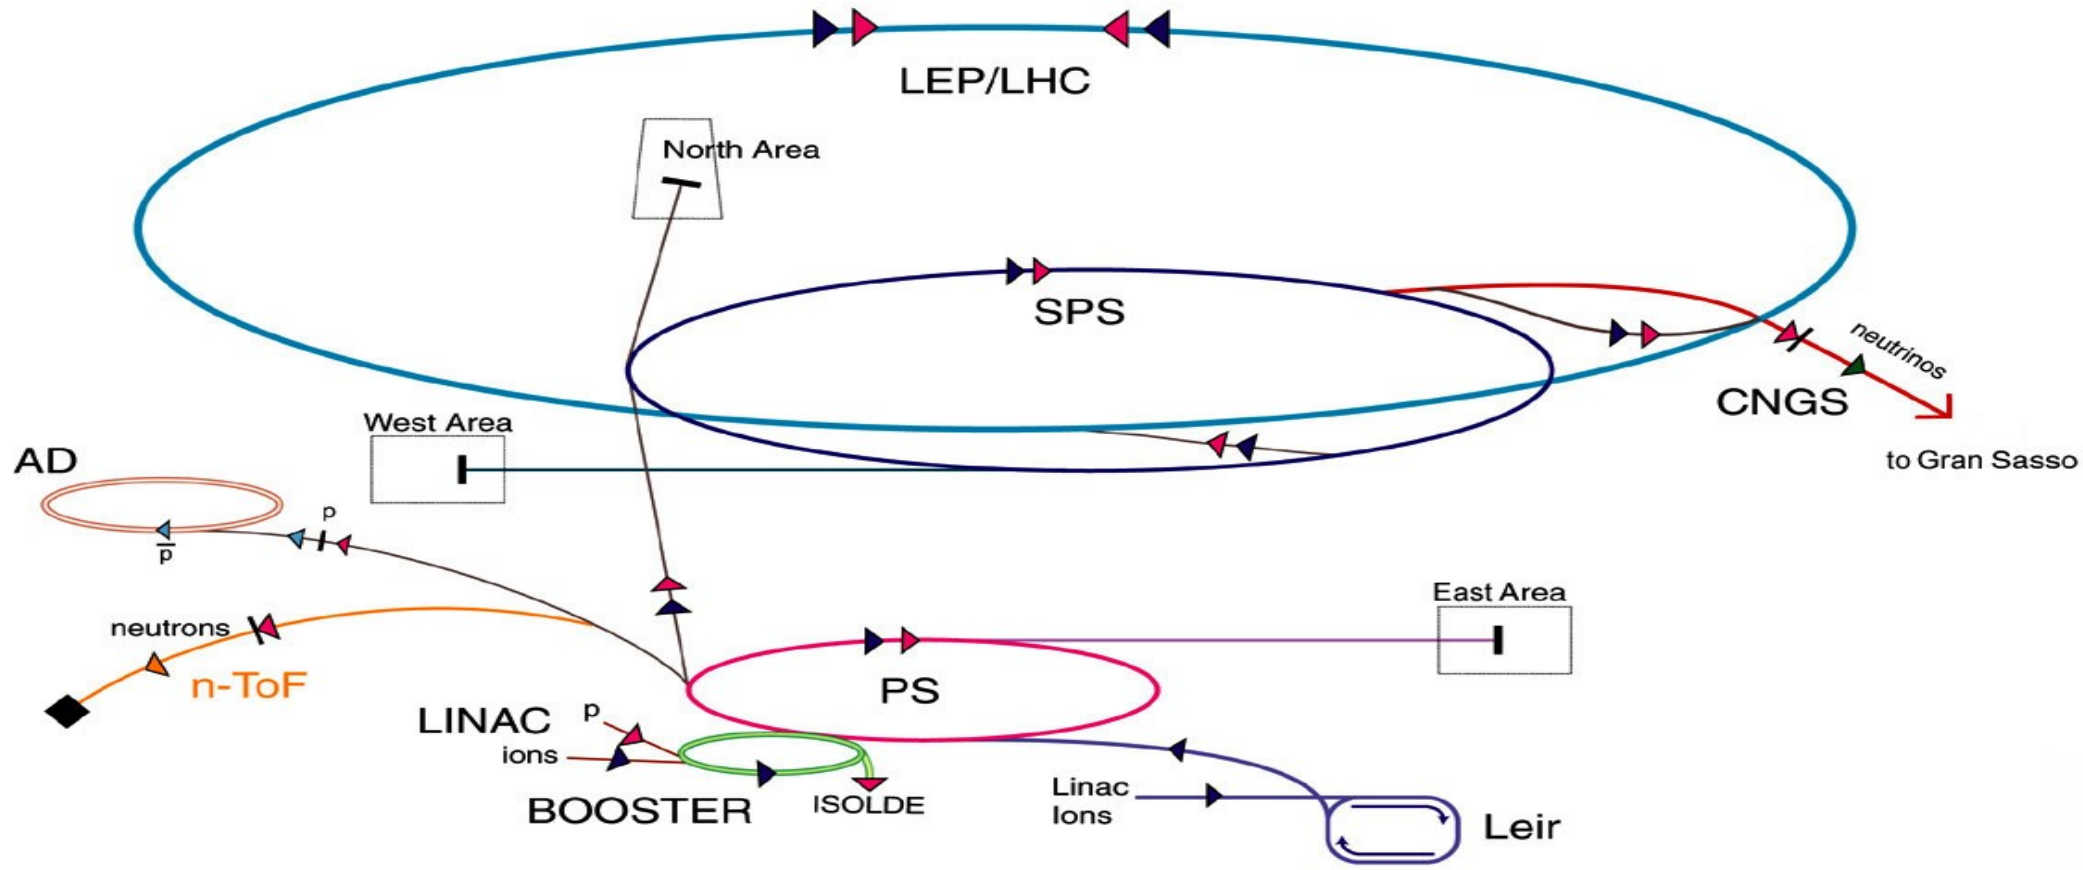 LEP/LHC
North Area
SPS
neutrinos
CNGS
West Area
to Gran Sasso
AD
p
p
East Area
neutrons
n-ToF
PS
LINAC
p
ions
BOOSTER
ISOLDE
Linac
Ions
Leir